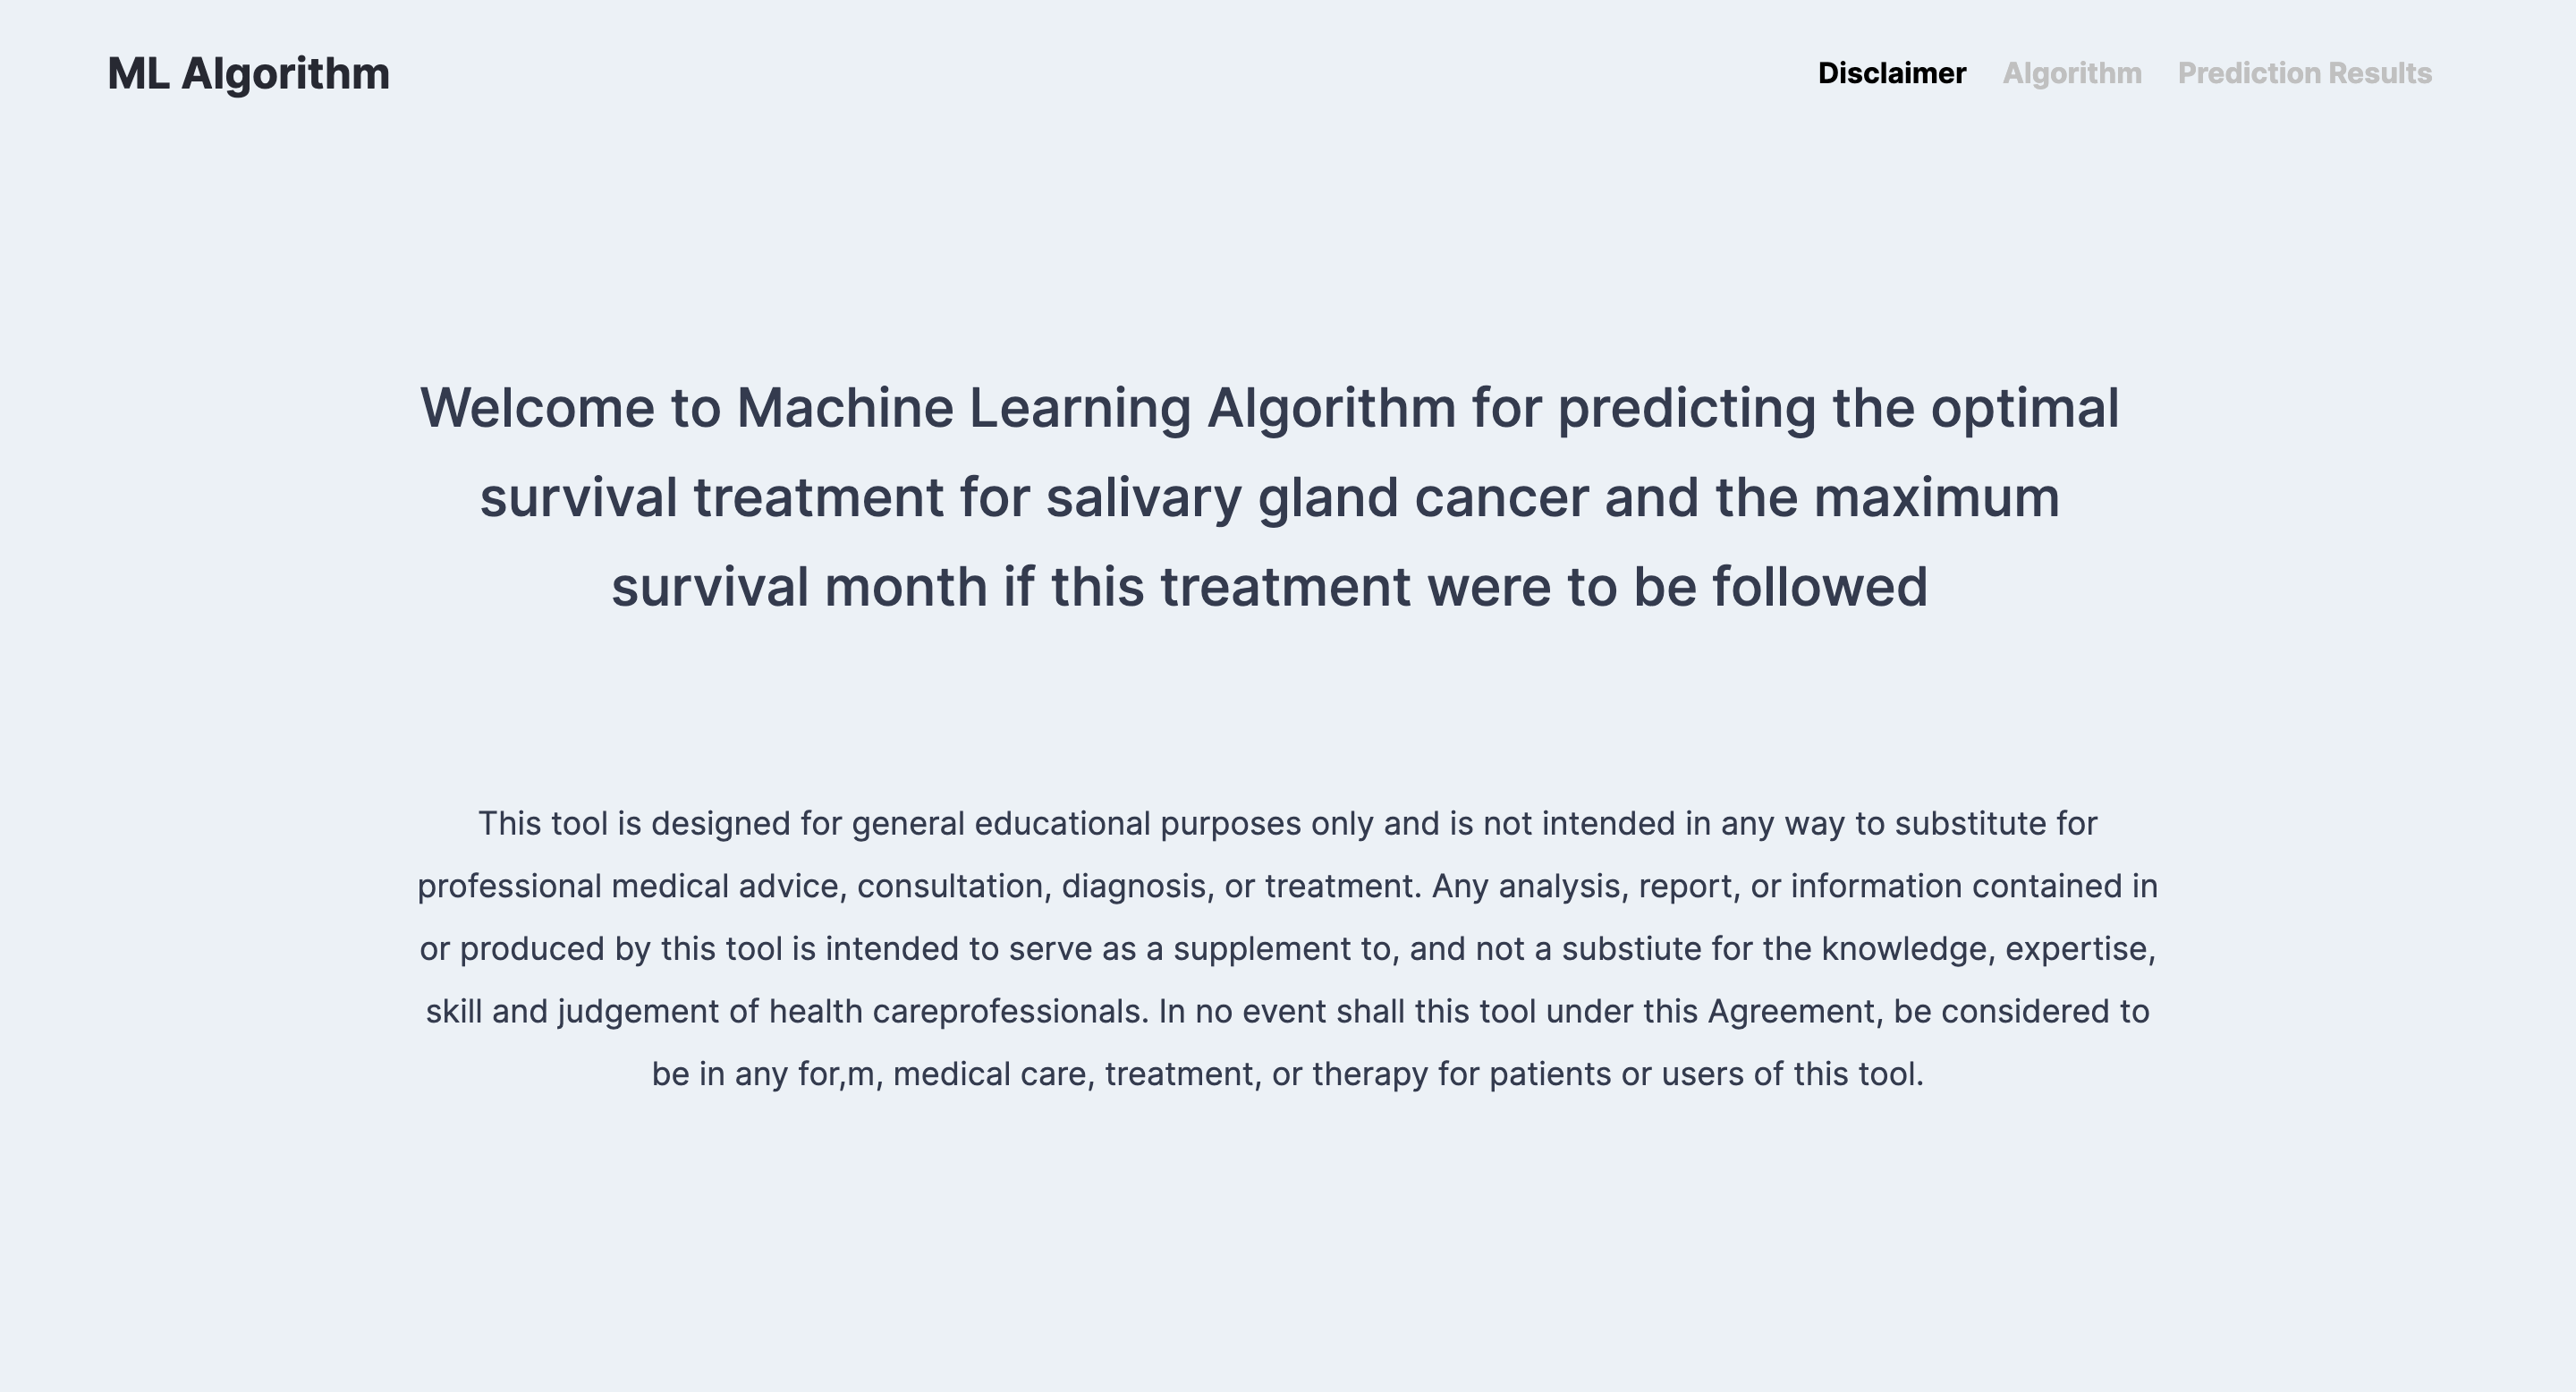 ML Algorithm
Disclaimer Algorithm Prediction Results
Welcome to Machine Learning Algorithm for predicting the optimal
survival treatment for salivary gland cancer and the maximum
survival month if this treatment were to be followed
This tool is designed for general educational purposes only and is not intended in any way to substitute for
professional medical advice, consultation, diagnosis, or treatment. Any analysis, report, or information contained in
or produced by this tool is intended to serve as a supplement to, and not a substiute for the knowledge, expertise,
skill and judgement of health careprofessionals. In no event shall this tool under this Agreement, be considered to
be in any for,m, medical care, treatment, or therapy for patients or users of this tool.